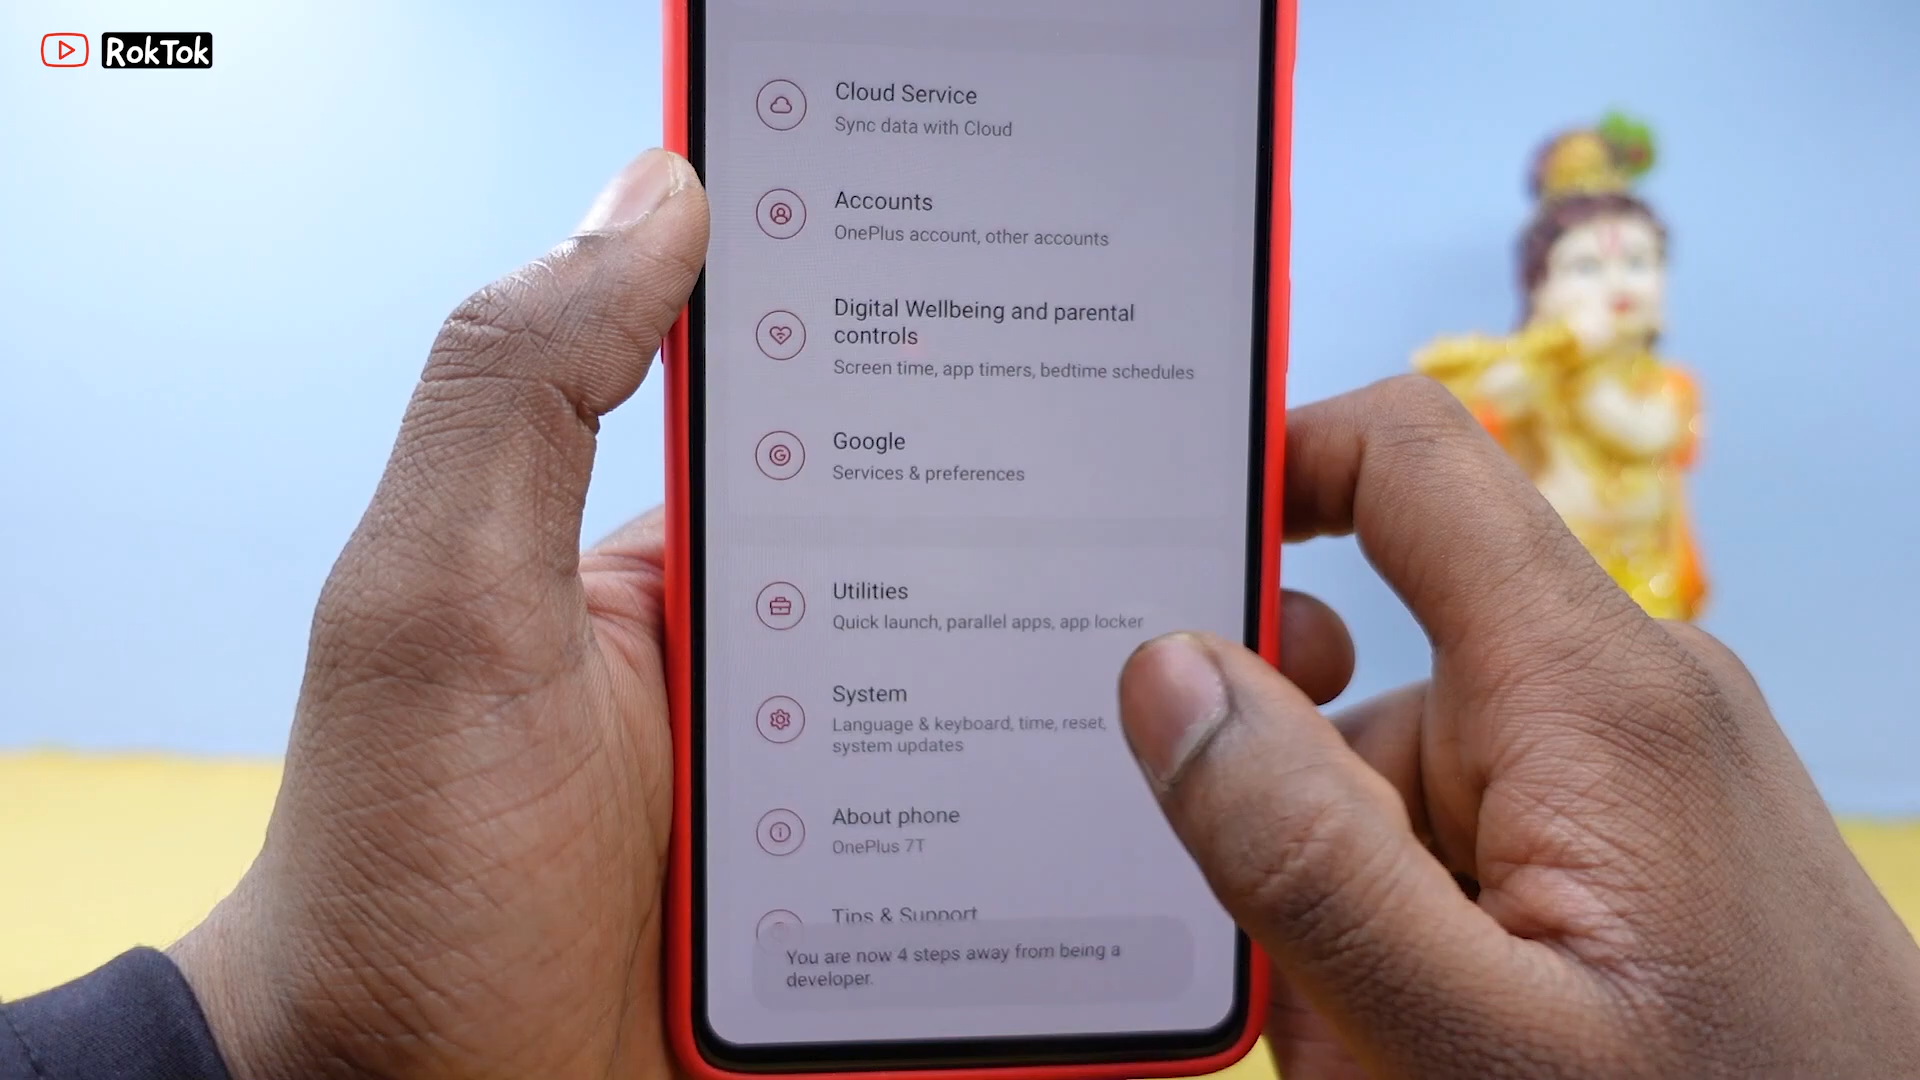 RokTok
Cloud Service
Sync data with Cloud
Accounts
OnePlus account, other accounts
Digital Wellbeing and parental
controls
Screen time, app timers, bedtime schedules
Google
Services & preferences
Utilities
Quick launch, parallel apps, app locker
System
Language & keyboard, time, reset,
system updates
About phone
OnePlus 7T
Tips & Support
You are now 4 steps away from being a
developer.